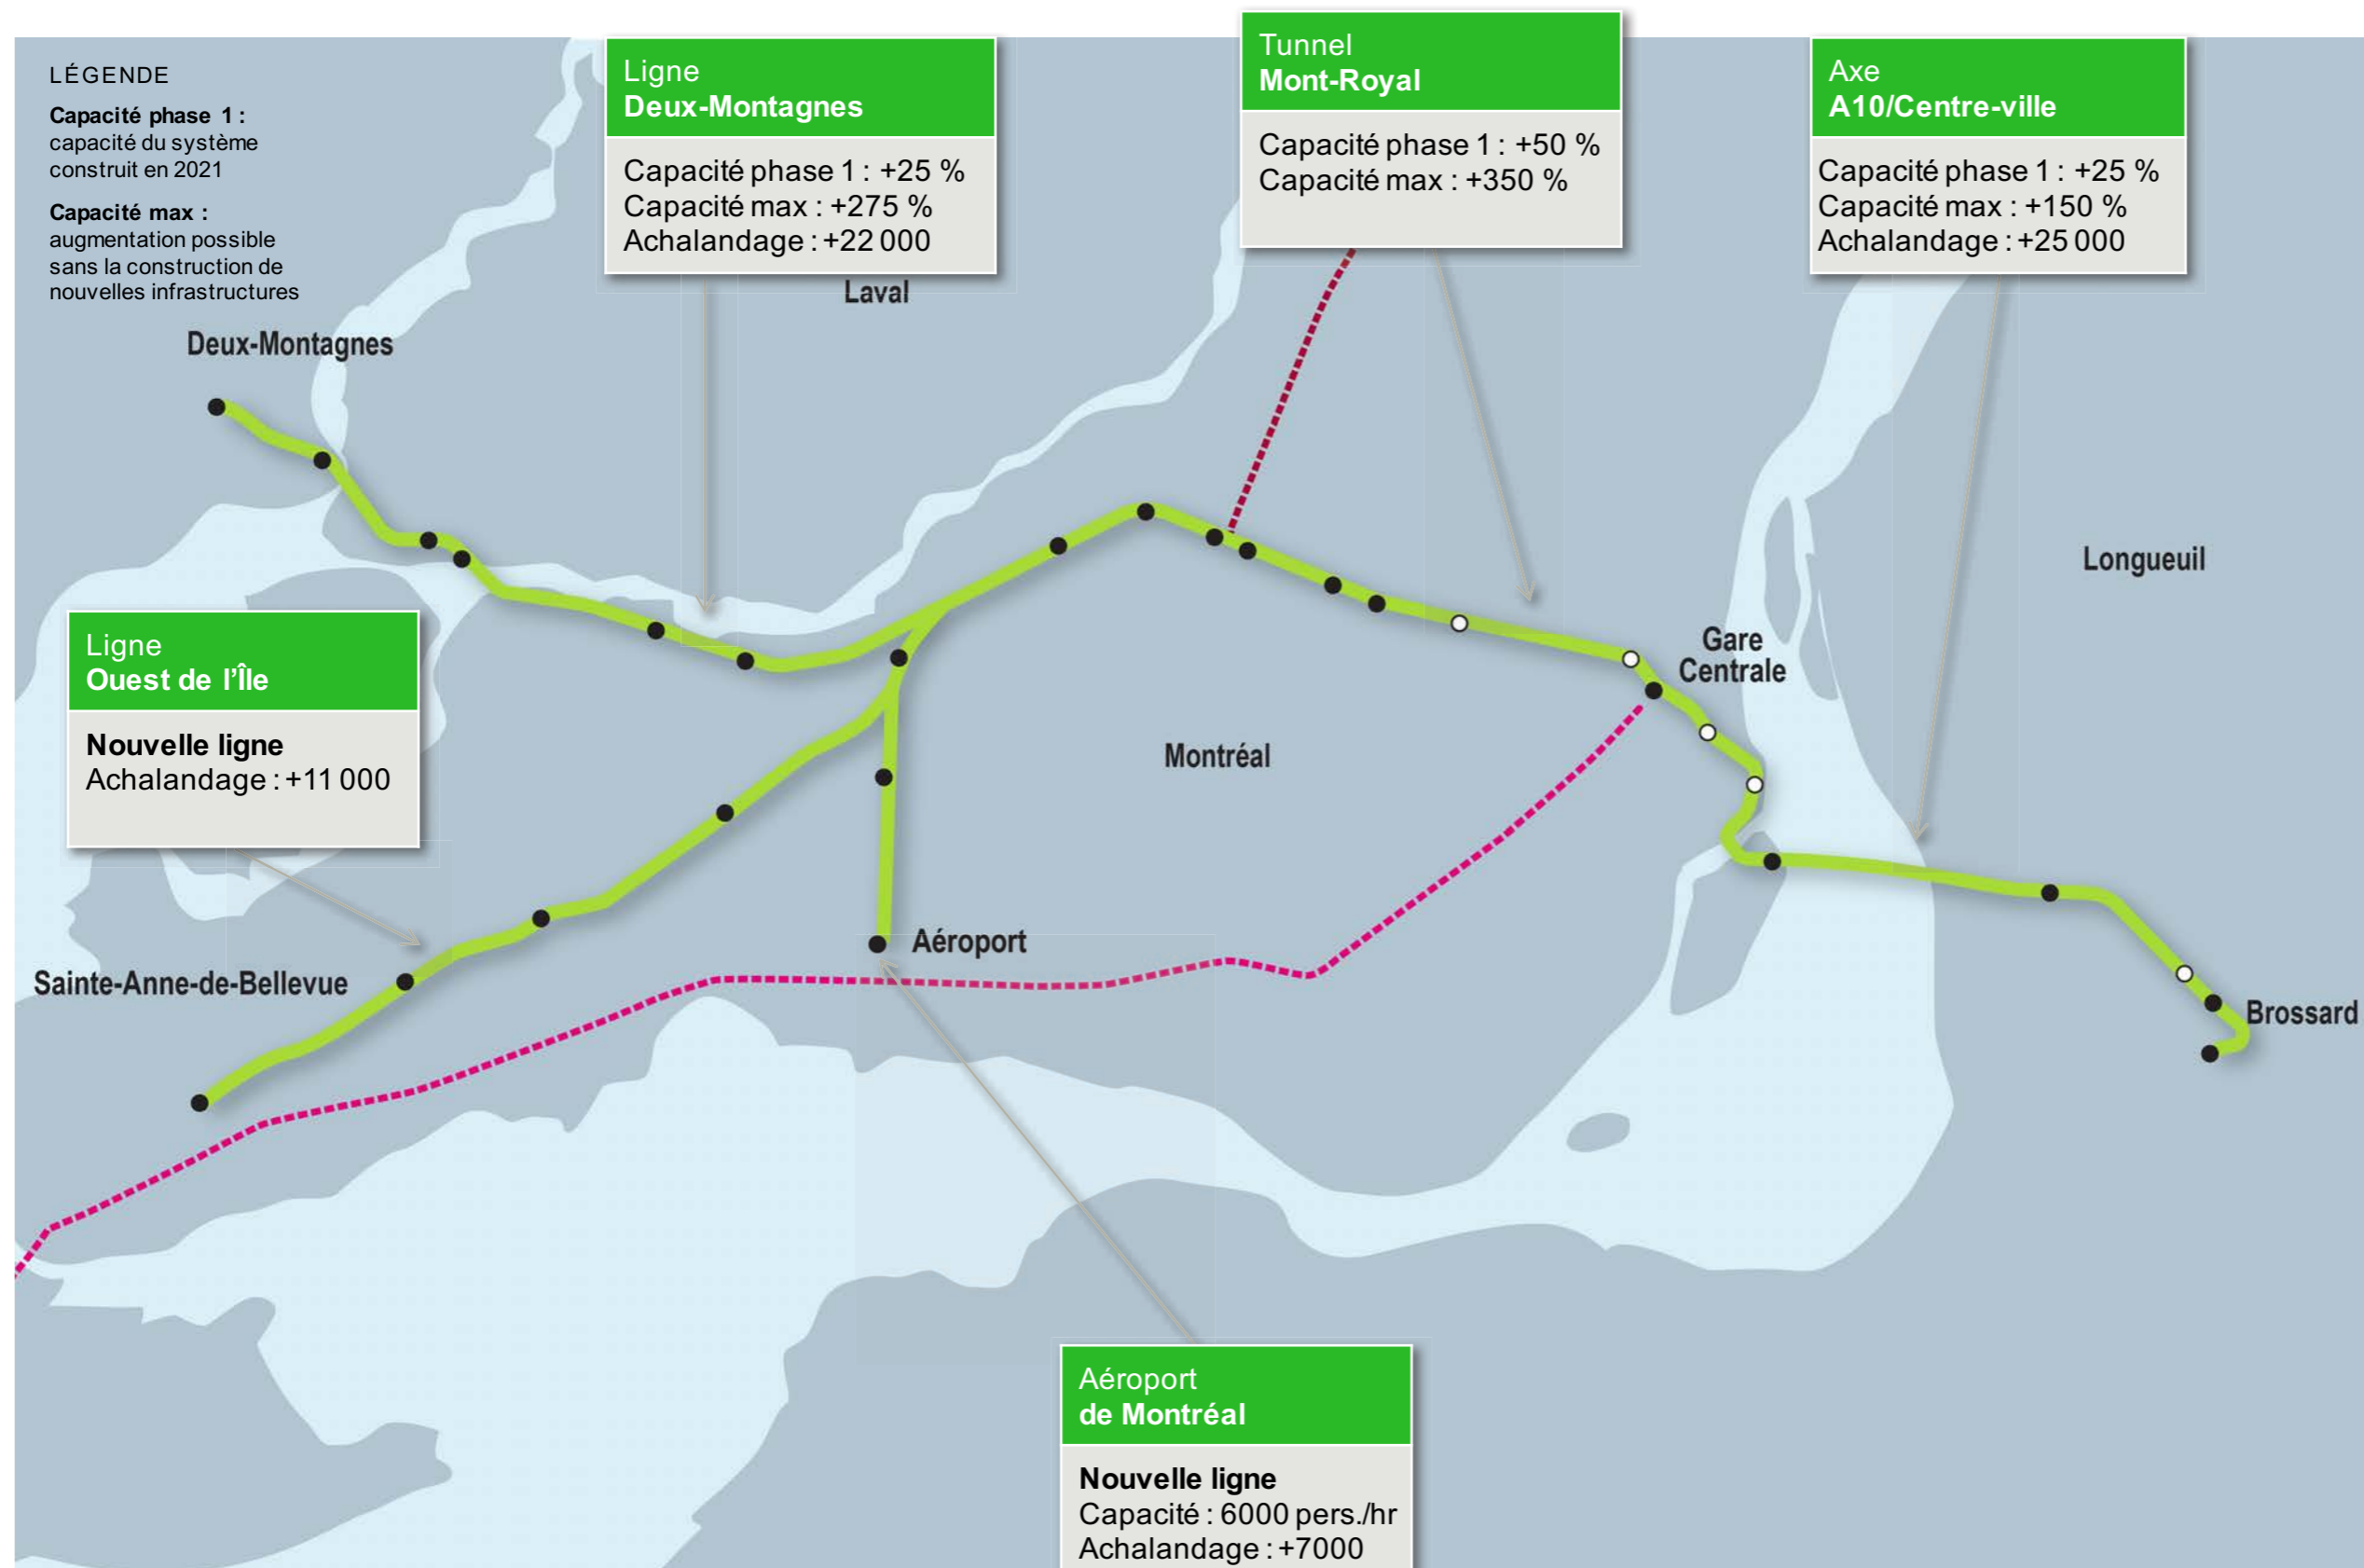 LÉGENDE
Capacité phase 1 :
capacité du système
construit en 2021
Capacité max :
augmentation possible
sans la construction de
nouvelles infrastructures
Ligne
Deux-Montagnes
Capacité phase 1 : +25 %
Capacité max : +275 %
Achalandage : +22 000
Tunnel
Mont-Royal
Capacité phase 1 : +50 %
Capacité max : +350 %
Axe
A10/Centre-ville
Capacité phase 1 : +25 %
Capacité max : +150 %
Achalandage : +25 000
Laval
Deux-Montagnes
Longueuil
Ligne
Ouest de l’Île
Nouvelle ligne
Achalandage : +11 000
Gare
Centrale
Montréal
Aéroport
Sainte-Anne-de-Bellevue
Brossard
Aéroport
de Montréal
Nouvelle ligne
Capacité : 6000 pers./hr
Achalandage : +7000